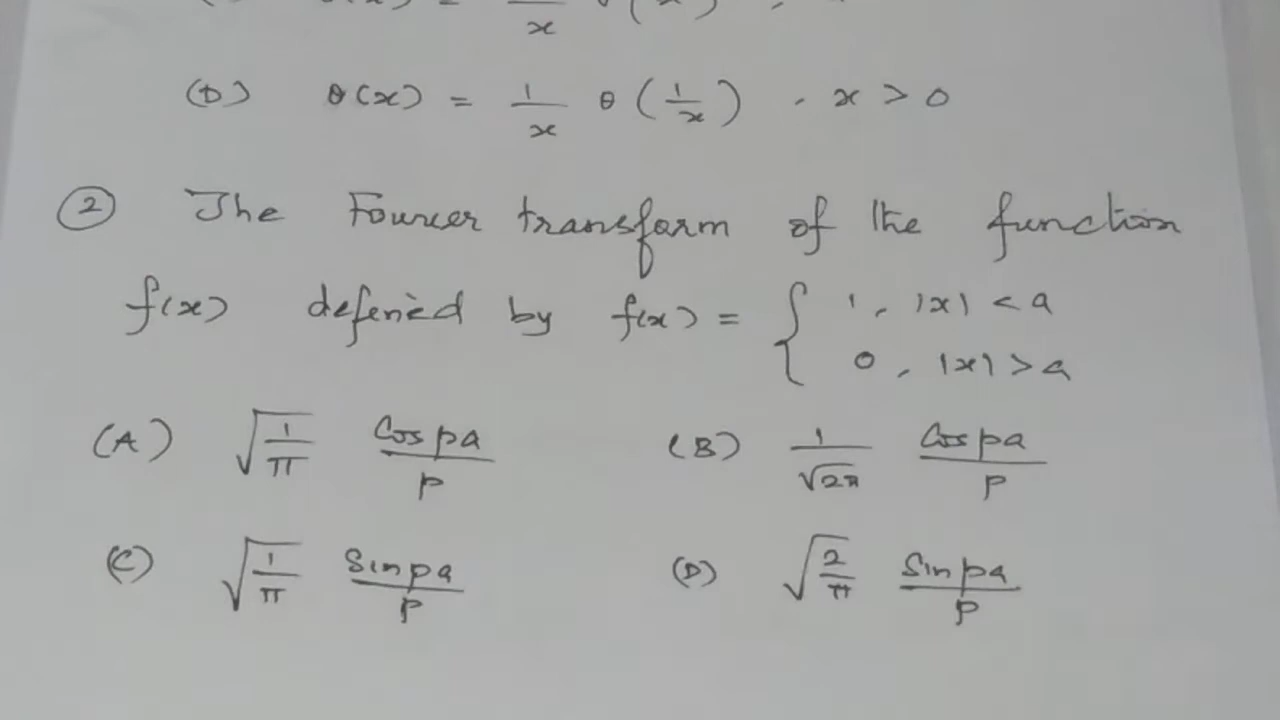 x
(D) θ(x) = 1/x θ(1/x) , x > 0
② The Fourier transform of the function
f(x) defined by f(x) = { 1, |x| < a
0, |x| > a
(A) √(1/π) Cos pa / p (B) 1/√2π Cos pa / p
(C) √(1/π) Sin pa / p (D) √(2/π) Sin pa / p